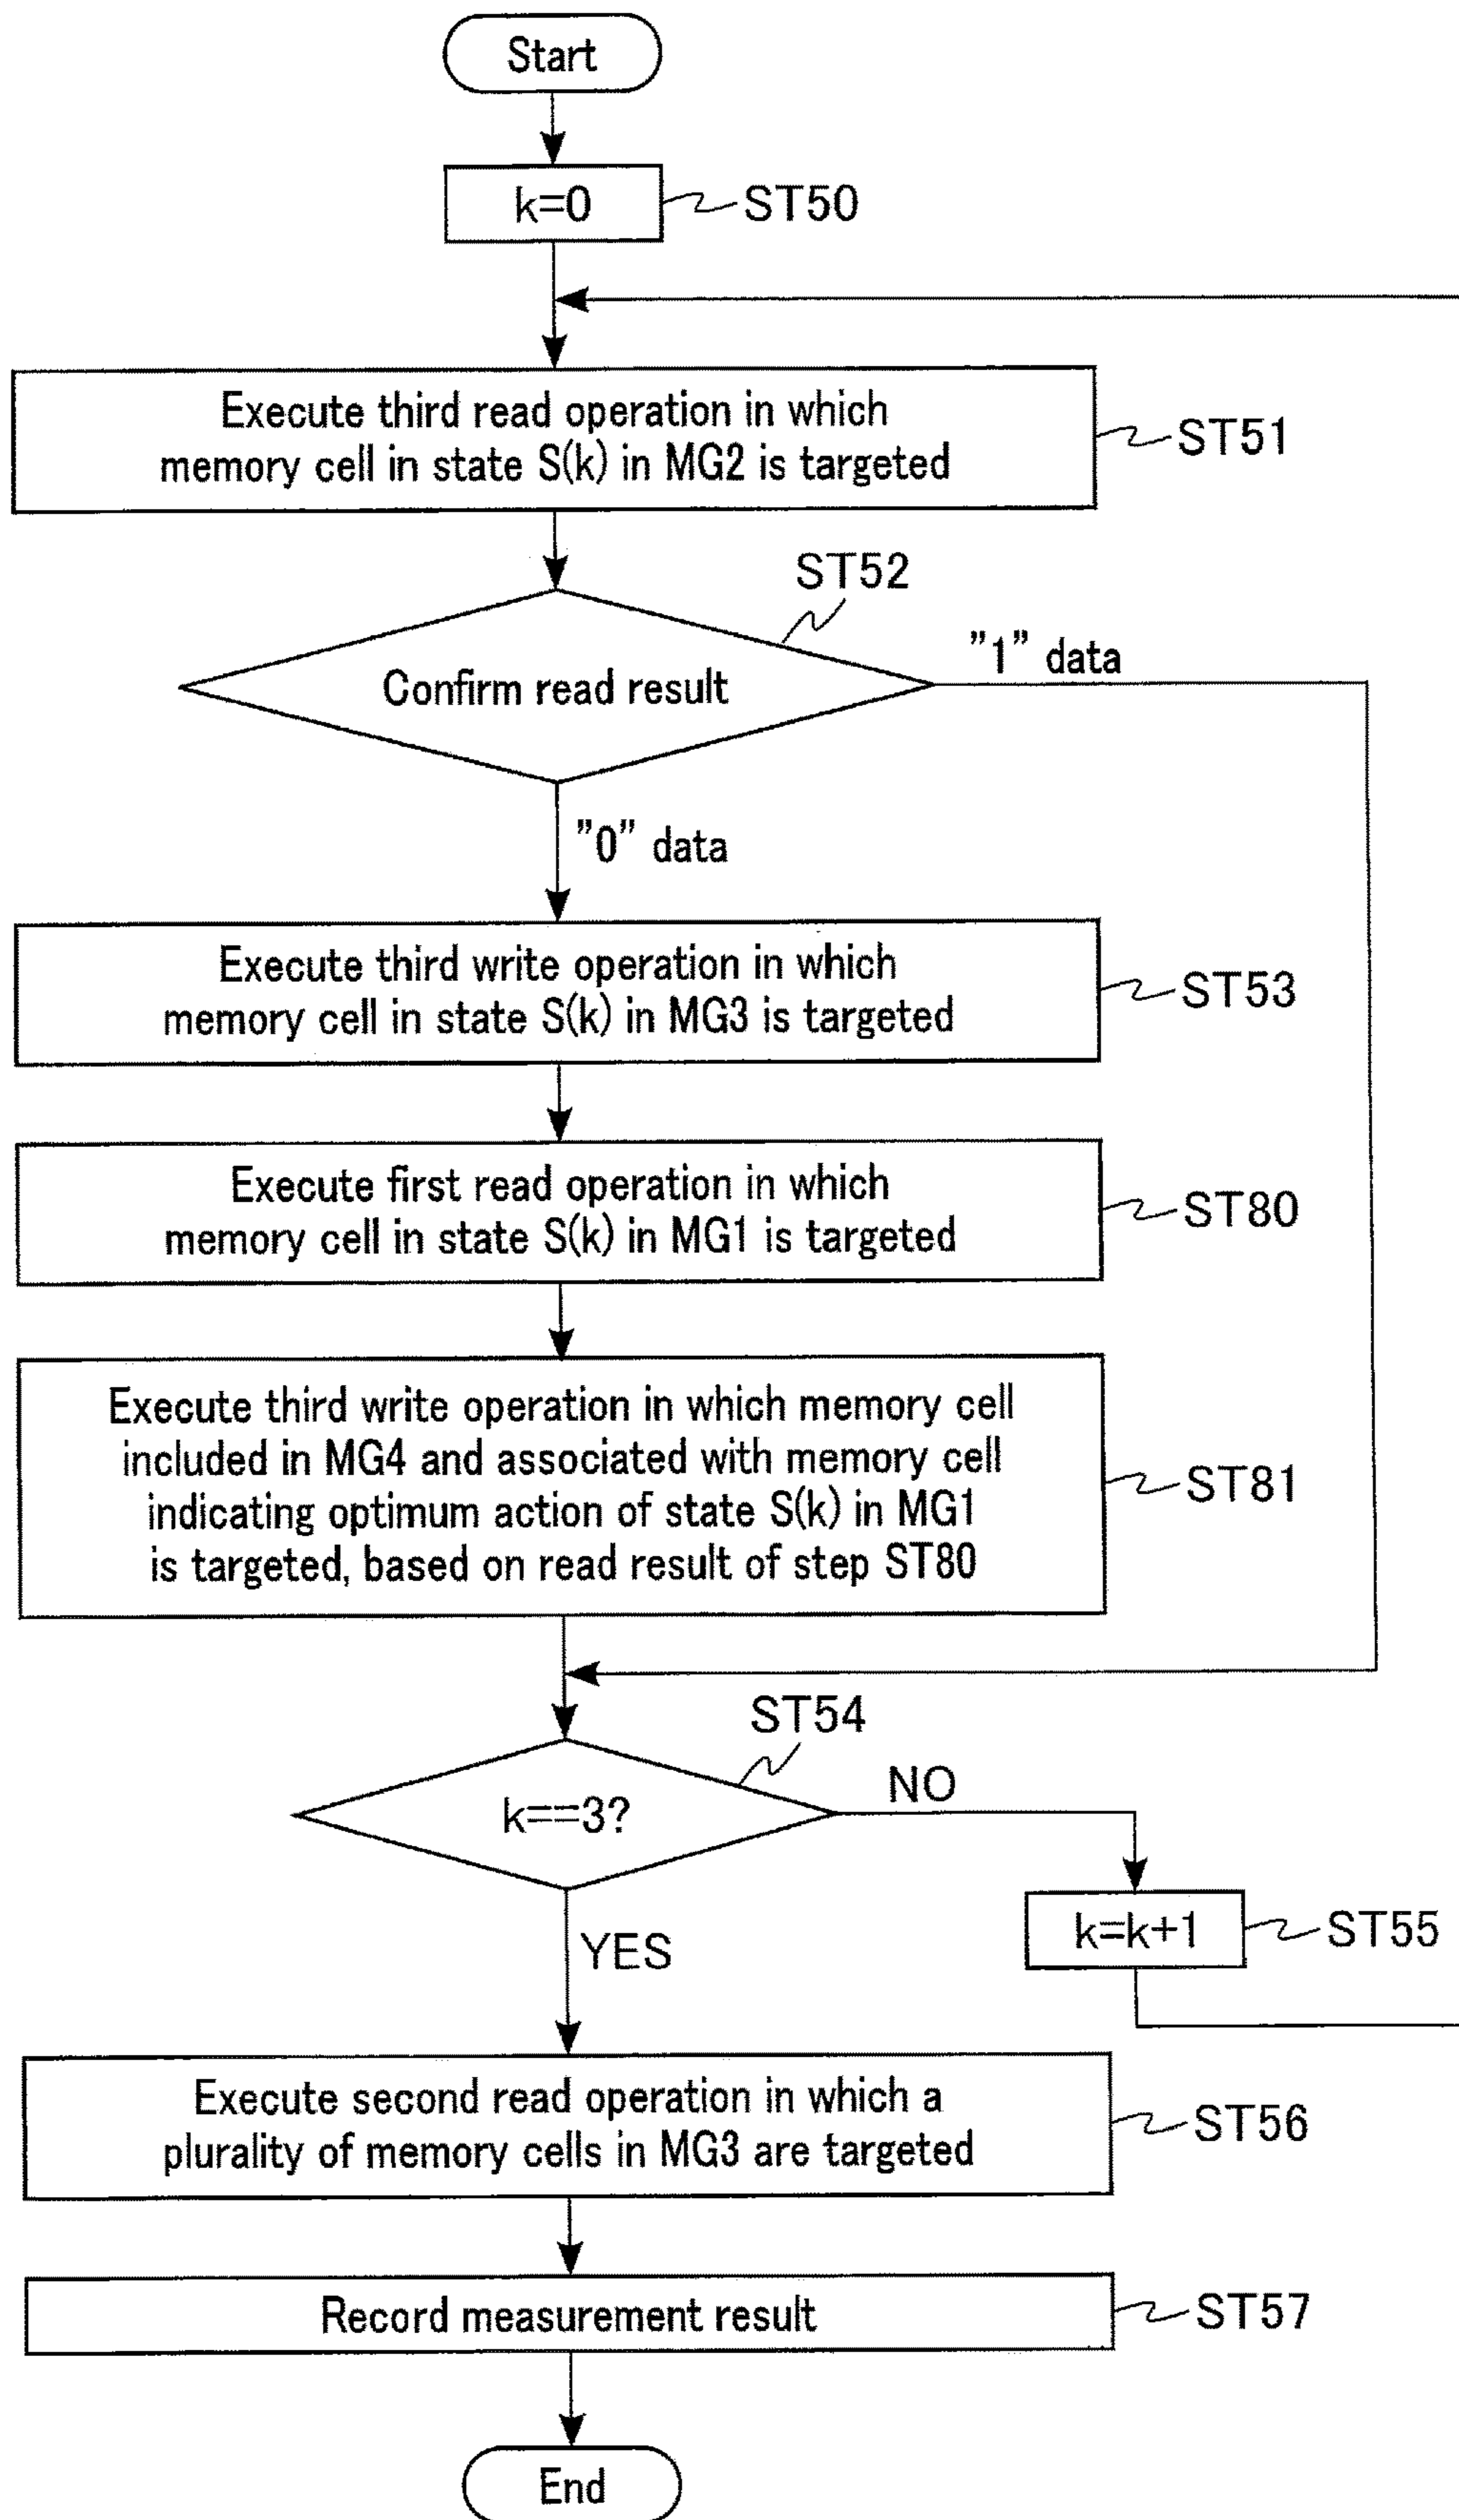 Start
k=0
ST50
Execute third read operation in which
memory cell in state S(k) in MG2 is targeted
ST51
ST52
Confirm read result
"1" data
"0" data
Execute third write operation in which
memory cell in state S(k) in MG3 is targeted
ST53
Execute first read operation in which
memory cell in state S(k) in MG1 is targeted
ST80
Execute third write operation in which memory cell
included in MG4 and associated with memory cell
indicating optimum action of state S(k) in MG1
is targeted, based on read result of step ST80
ST81
ST54
k==3?
NO
k=k+1
ST55
YES
Execute second read operation in which a
plurality of memory cells in MG3 are targeted
ST56
Record measurement result
ST57
End